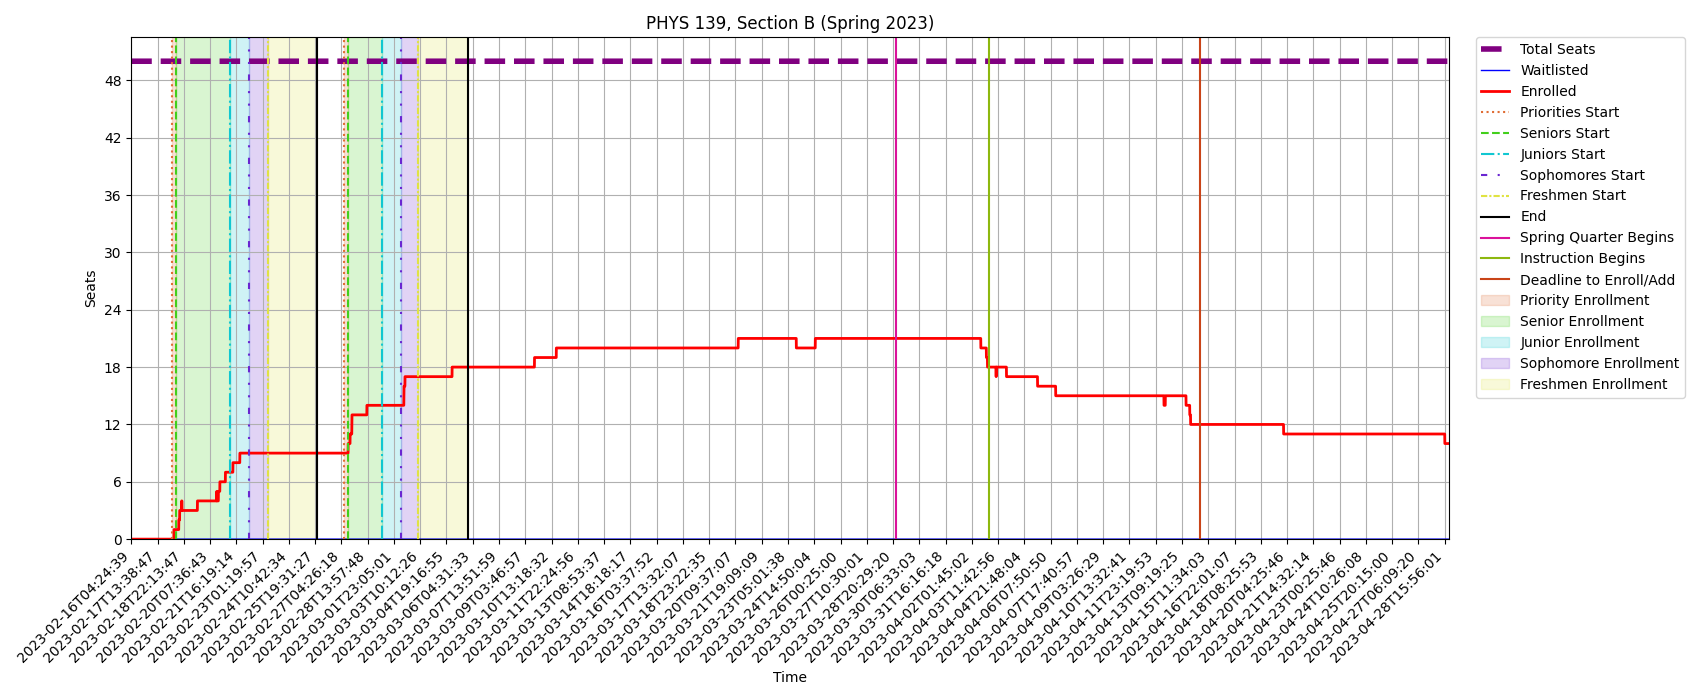 PHYS 139, Section B (Spring 2023)
Seats
48
42
36
30
24
18
12
6
0
2023-02-16T04:24:39
2023-02-17T13:38:47
2023-02-18T22:13:47
2023-02-20T07:36:43
2023-02-21T16:19:14
2023-02-23T01:19:57
2023-02-24T10:42:34
2023-02-25T19:31:27
2023-02-27T04:26:18
2023-02-28T13:57:48
2023-03-01T23:05:01
2023-03-03T10:12:26
2023-03-04T19:16:55
2023-03-06T04:31:33
2023-03-07T13:51:59
2023-03-09T03:46:57
2023-03-10T13:18:32
2023-03-11T22:24:56
2023-03-13T08:53:37
2023-03-14T18:18:17
2023-03-16T03:37:52
2023-03-17T13:32:07
2023-03-18T23:22:35
2023-03-20T09:37:07
2023-03-21T19:09:09
2023-03-23T05:01:38
2023-03-24T14:50:04
2023-03-26T00:25:00
2023-03-27T10:30:01
2023-03-28T20:29:20
2023-03-30T06:33:03
2023-03-31T16:16:18
2023-04-02T01:45:02
2023-04-03T11:42:56
2023-04-04T21:48:04
2023-04-06T07:50:50
2023-04-07T17:40:57
2023-04-09T03:26:29
2023-04-10T13:32:41
2023-04-11T23:19:53
2023-04-13T09:19:25
2023-04-15T11:34:03
2023-04-16T22:01:07
2023-04-18T08:25:53
2023-04-20T04:25:46
2023-04-21T14:32:14
2023-04-23T00:25:46
2023-04-24T10:26:08
2023-04-25T20:15:00
2023-04-27T06:09:20
2023-04-28T15:56:01
Time
Total Seats
Waitlisted
Enrolled
Priorities Start
Seniors Start
Juniors Start
Sophomores Start
Freshmen Start
End
Spring Quarter Begins
Instruction Begins
Deadline to Enroll/Add
Priority Enrollment
Senior Enrollment
Junior Enrollment
Sophomore Enrollment
Freshmen Enrollment